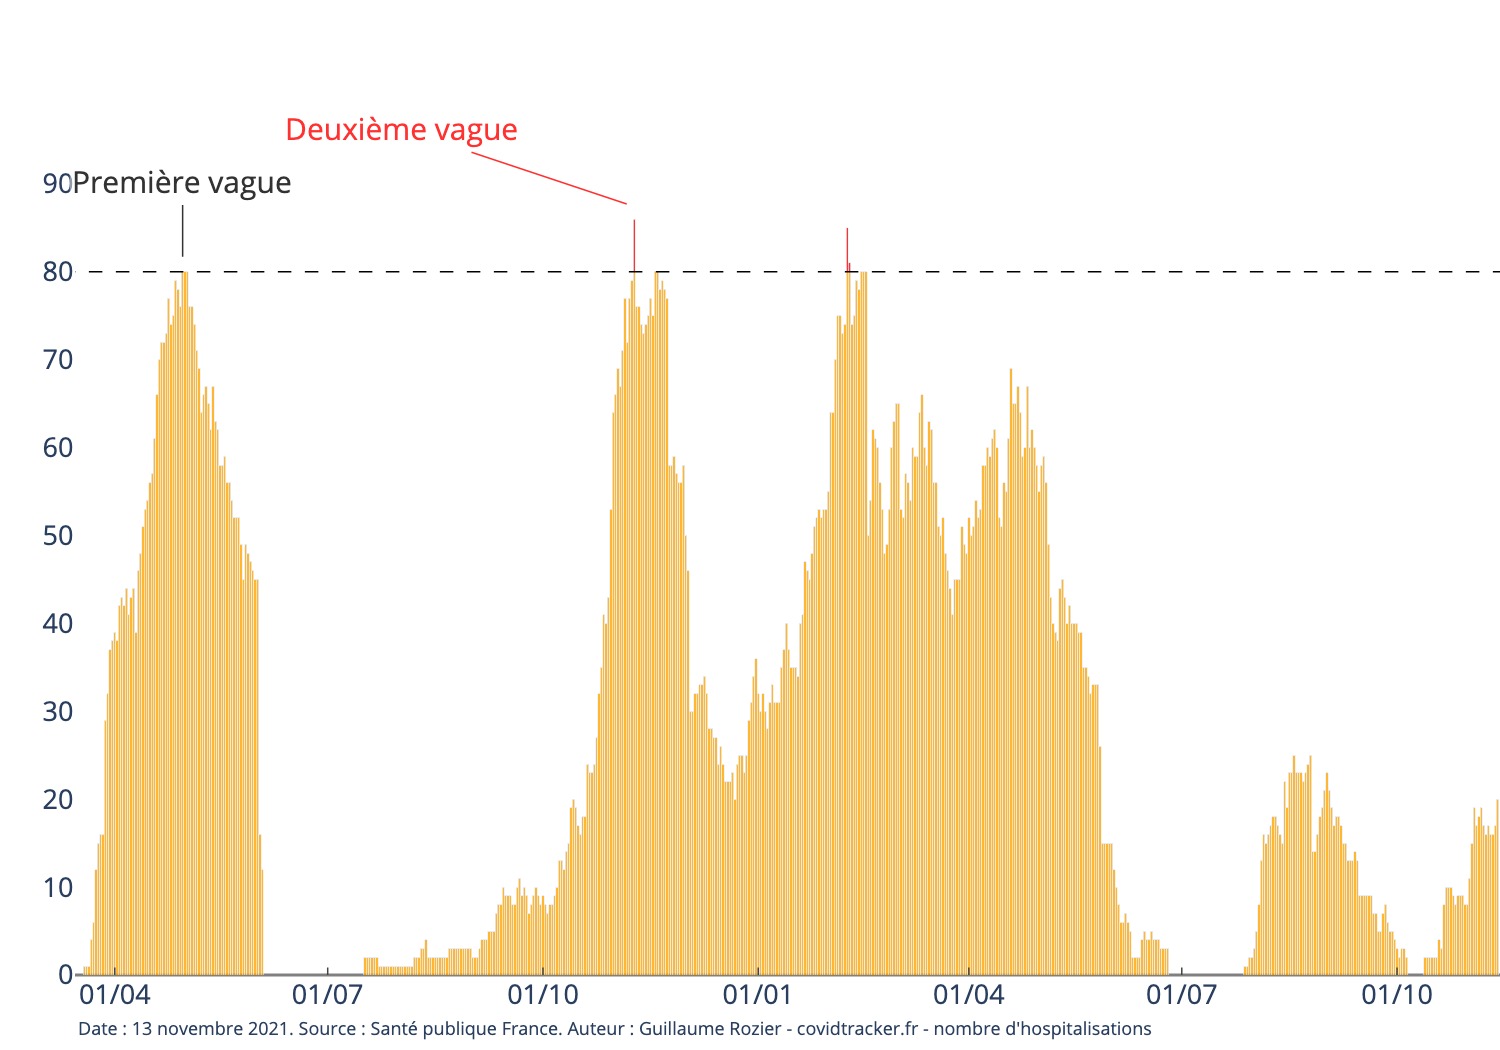 Deuxième vague
90 Première vague
80
70
60
50
40
30
20
10
0
01/04 01/07 01/10 01/01 01/04 01/07 01/10
Date : 13 novembre 2021. Source : Santé publique France. Auteur : Guillaume Rozier - covidtracker.fr - nombre d'hospitalisations